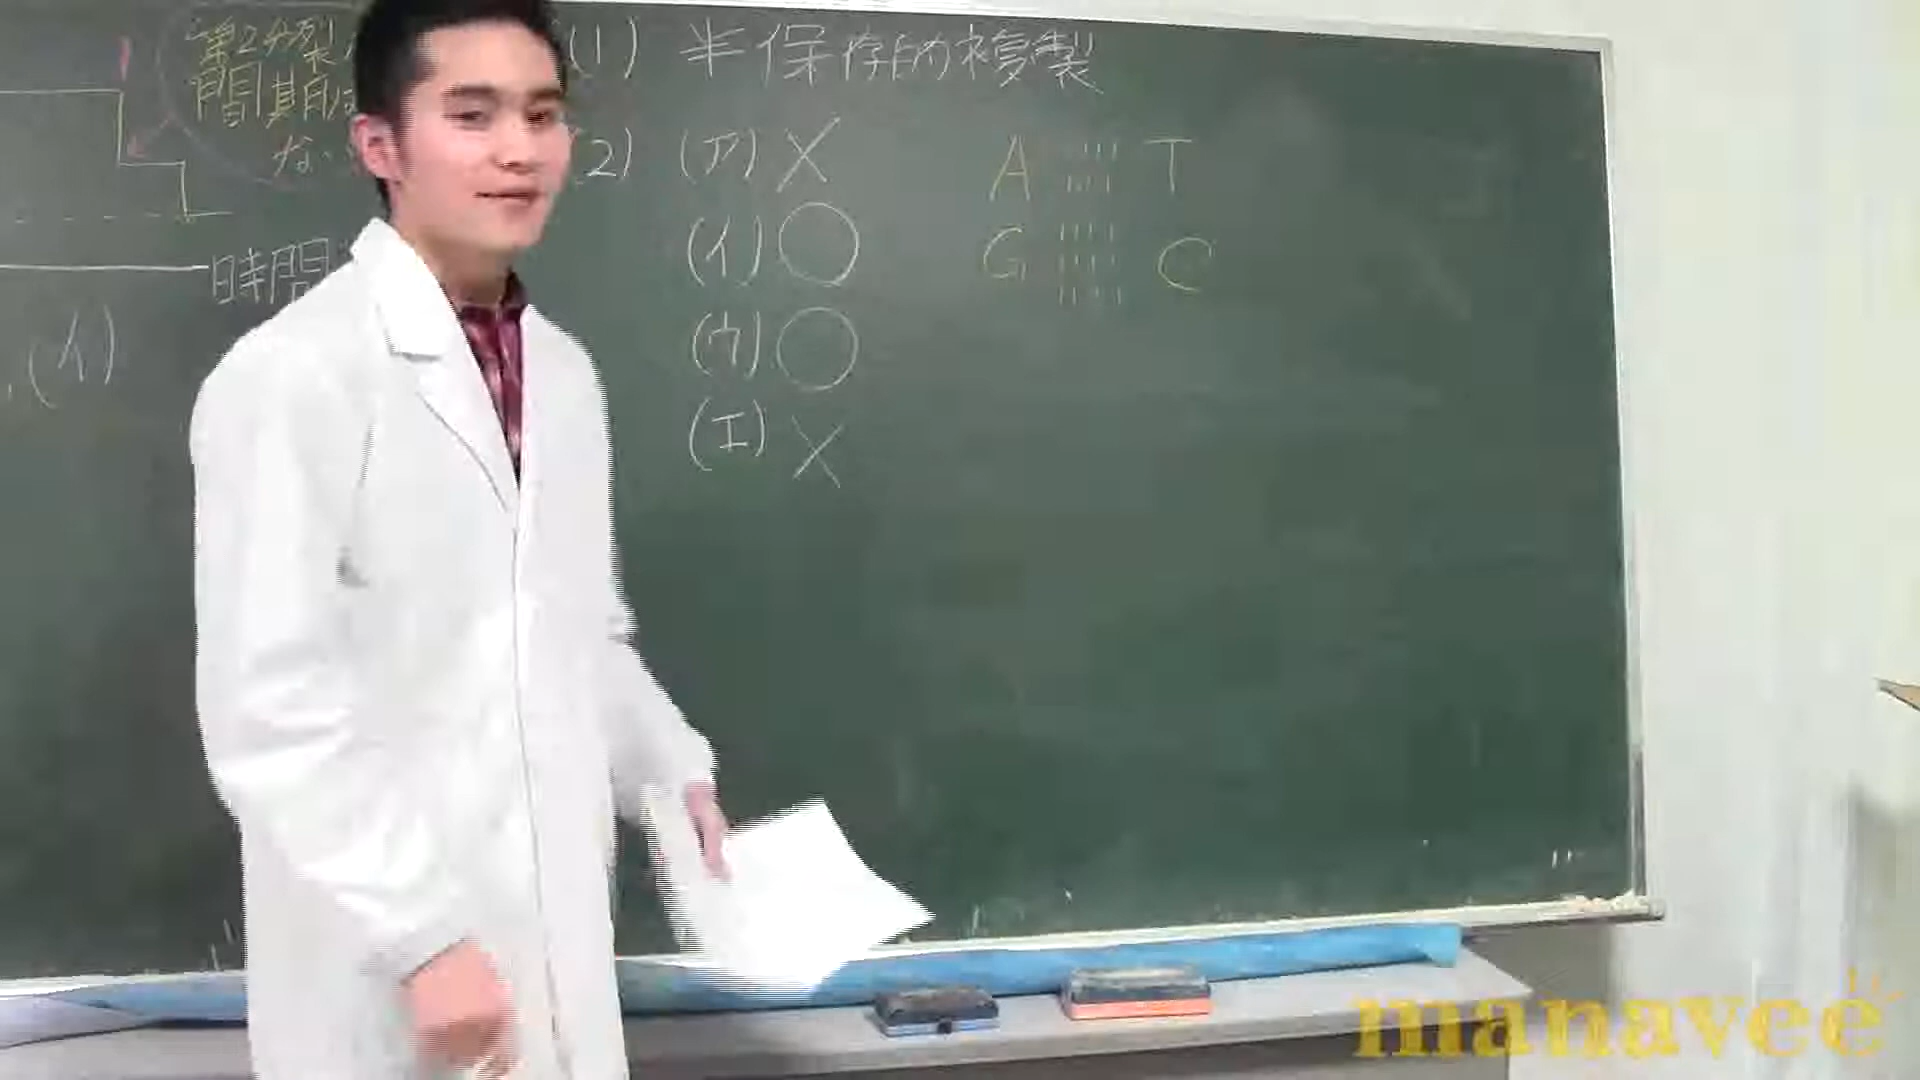 第2分裂
間期は
な
時間
(イ)
(1) 半保存的複製
(2) (ア) ×
(イ) ○
(ウ) ○
(エ) ×
A T
G C
manavee